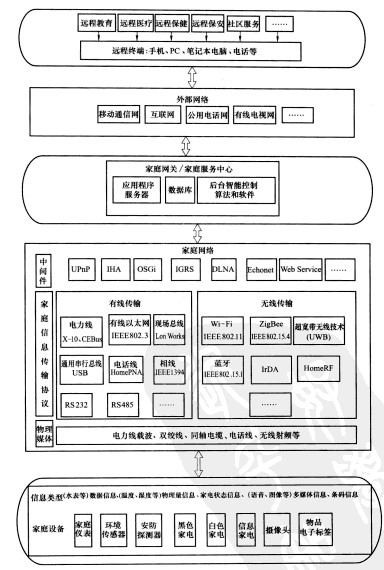 远程教育 远程医疗 远程保健 远程保安 社区服务 ……
远程终端:手机、PC、笔记本电脑、电话等
外部网络
移动通信网 互联网 公用电话网 有线电视网 ……
家庭网关/家庭服务中心
应用程序服务器 数据库 后台智能控制算法和软件
家庭网络
中间件 UPnP IHA OSGi IGRS DLNA Echonet Web Service ……
家庭信息传输协议
有线传输
电力线 X-10、CEBus 有线以太网 IEEE802.3 现场总线 Lon Works
通用串行总线 USB 电话线 HomePNA 相线 IEEE1394
RS232 RS485 ……
无线传输
Wi-Fi IEEE802.11 ZigBee IEEE802.15.4 超宽带无线技术 (UWB)
蓝牙 IEEE802.15.1 IrDA HomeRF
……
物理媒体 电力线载波、双绞线、同轴电缆、电话线、无线射频等
信息类型(水表等)数据信息、(温度、湿度等)物理量信息、家电状态信息、(语音、图像等)多媒体信息、条码信息
家庭设备 家庭仪表 环境传感器 安防探测器 黑色家电 白色家电 信息家电 摄像头 物品电子标签